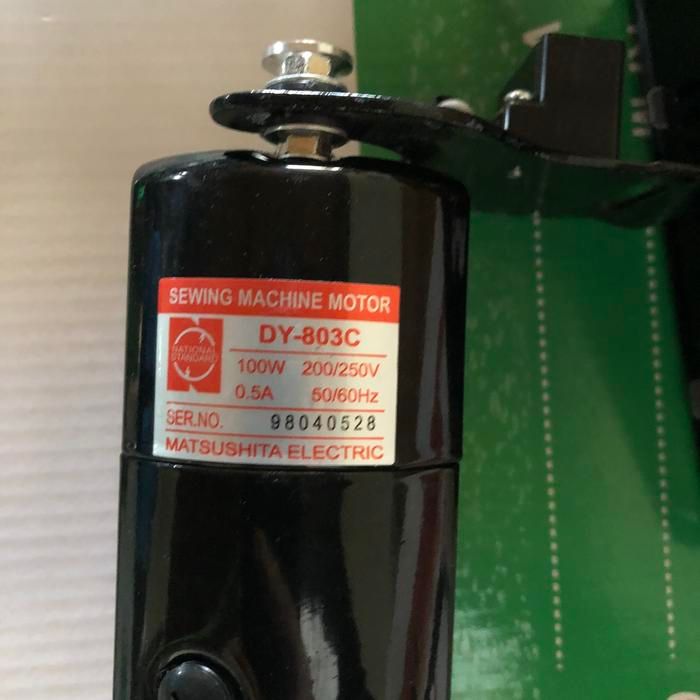 SEWING MACHINE MOTOR
NATIONAL
STANDARD
DY-803C
100W 200/250V
0.5A 50/60Hz
SER.NO. 98040528
MATSUSHITA ELECTRIC